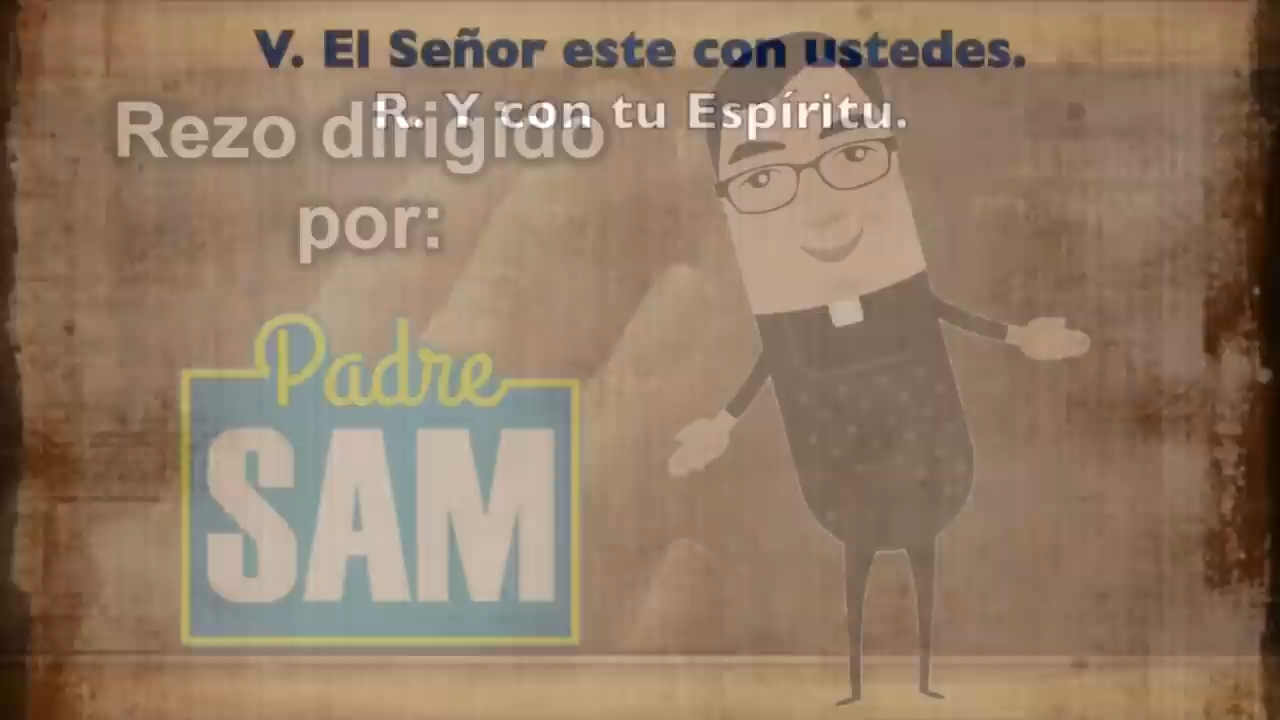 V. El Señor este con ustedes.
R. Y con tu Espíritu.
Rezo dirigido
por:
Padre
SAM